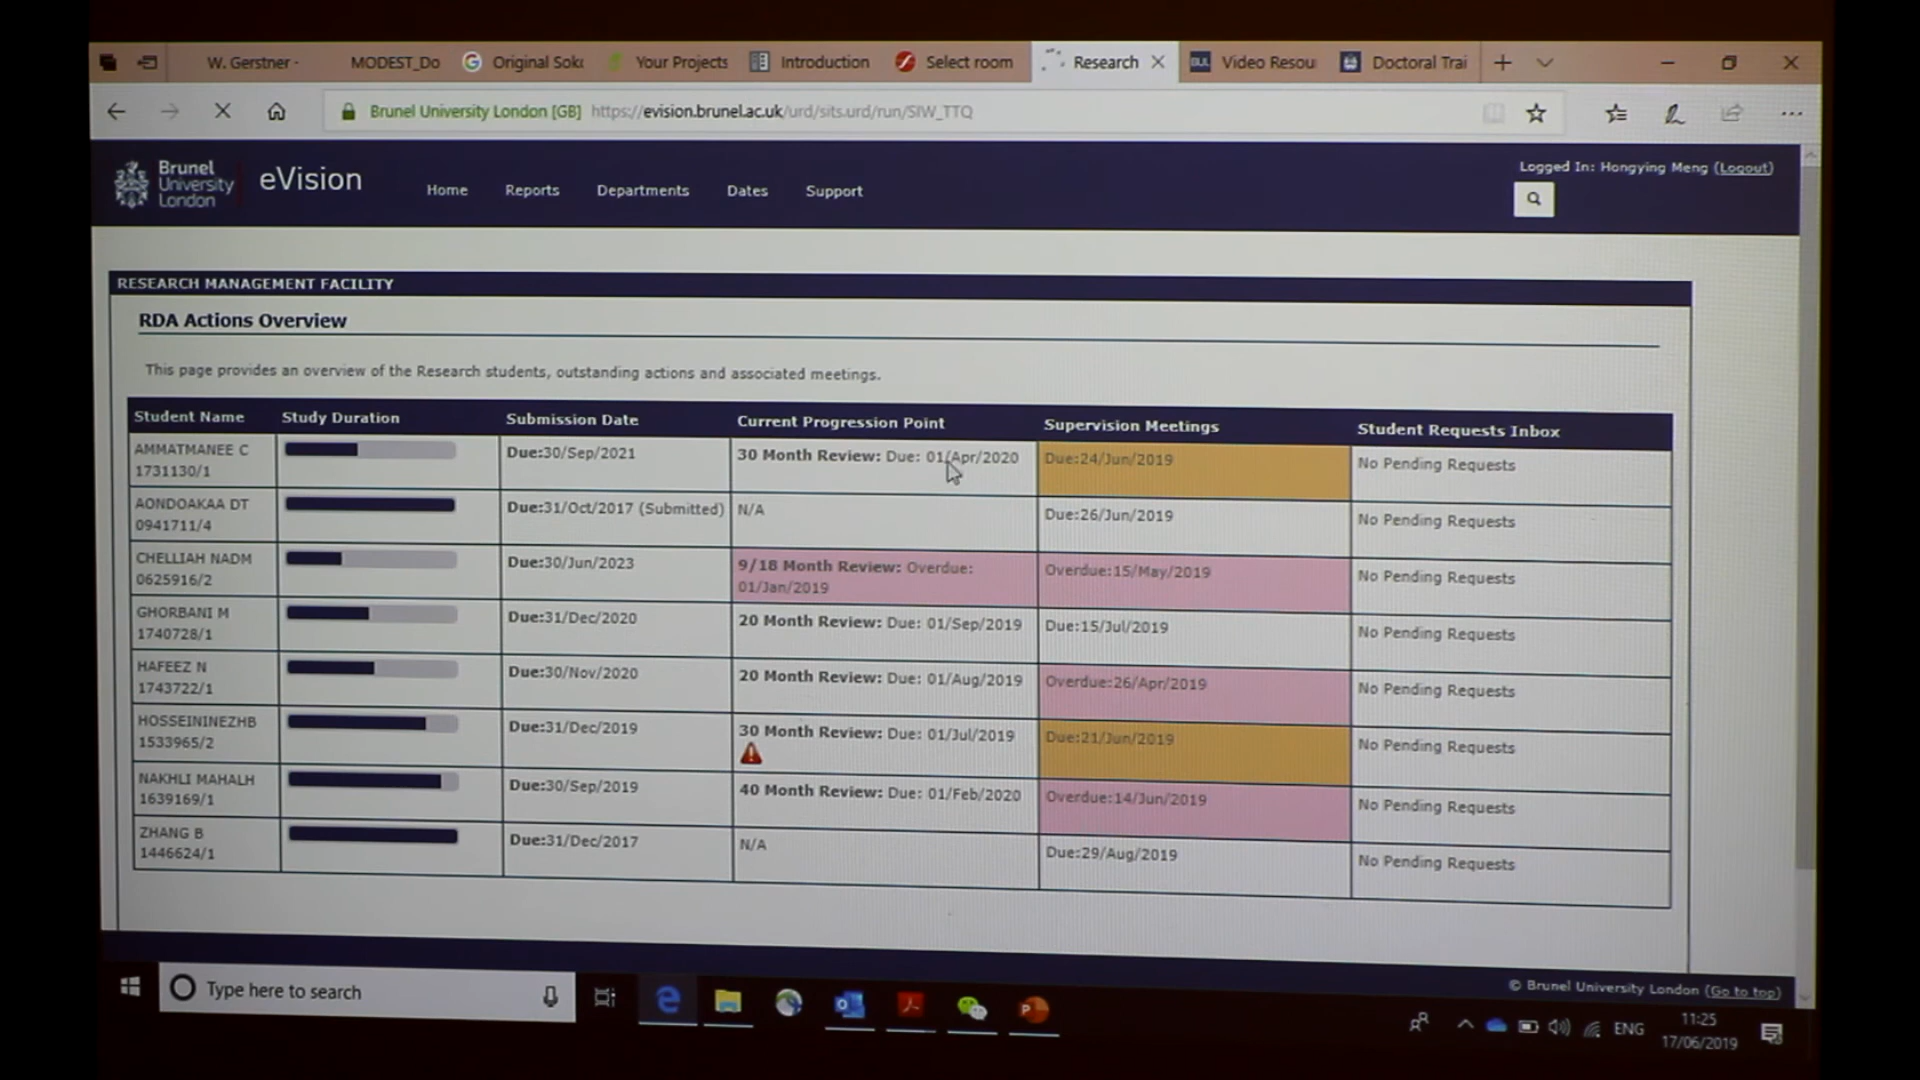 W. Gerstner - MODEST_Do Original Sok Your Projects Introduction Select room Research Video Resou Doctoral Trai
Brunel University London [GB] https://evision.brunel.ac.uk/urd/sits.urd/run/SIW_TTQ
Brunel
University
London
eVision
Home Reports Departments Dates Support
Logged In: Hongying Meng (Logout)
RESEARCH MANAGEMENT FACILITY
RDA Actions Overview
This page provides an overview of the Research students, outstanding actions and associated meetings.
Student Name Study Duration Submission Date Current Progression Point Supervision Meetings Student Requests Inbox
AMMATMANEE C Due:30/Sep/2021 30 Month Review: Due: 01/Apr/2020 Due:24/Jun/2019 No Pending Requests
1731130/1
AONDOAKAA DT Due:31/Oct/2017 (Submitted) N/A Due:26/Jun/2019 No Pending Requests
0941711/4
CHELLIAH NADM Due:30/Jun/2023 9/18 Month Review: Overdue: Overdue:15/May/2019 No Pending Requests
0625916/2 01/Jan/2019
GHORBANI M Due:31/Dec/2020 20 Month Review: Due: 01/Sep/2019 Due:15/Jul/2019 No Pending Requests
1740728/1
HAFEEZ N Due:30/Nov/2020 20 Month Review: Due: 01/Aug/2019 Overdue:26/Apr/2019 No Pending Requests
1743722/1
HOSSEININEZHB Due:31/Dec/2019 30 Month Review: Due: 01/Jul/2019 Due:21/Jun/2019 No Pending Requests
1533965/2
NAKHLI MAHALH Due:30/Sep/2019 40 Month Review: Due: 01/Feb/2020 Overdue:14/Jun/2019 No Pending Requests
1639169/1
ZHANG B Due:31/Dec/2017 N/A Due:29/Aug/2019 No Pending Requests
1446624/1
© Brunel University London (Go to top)
Type here to search
ENG
11:25
17/06/2019